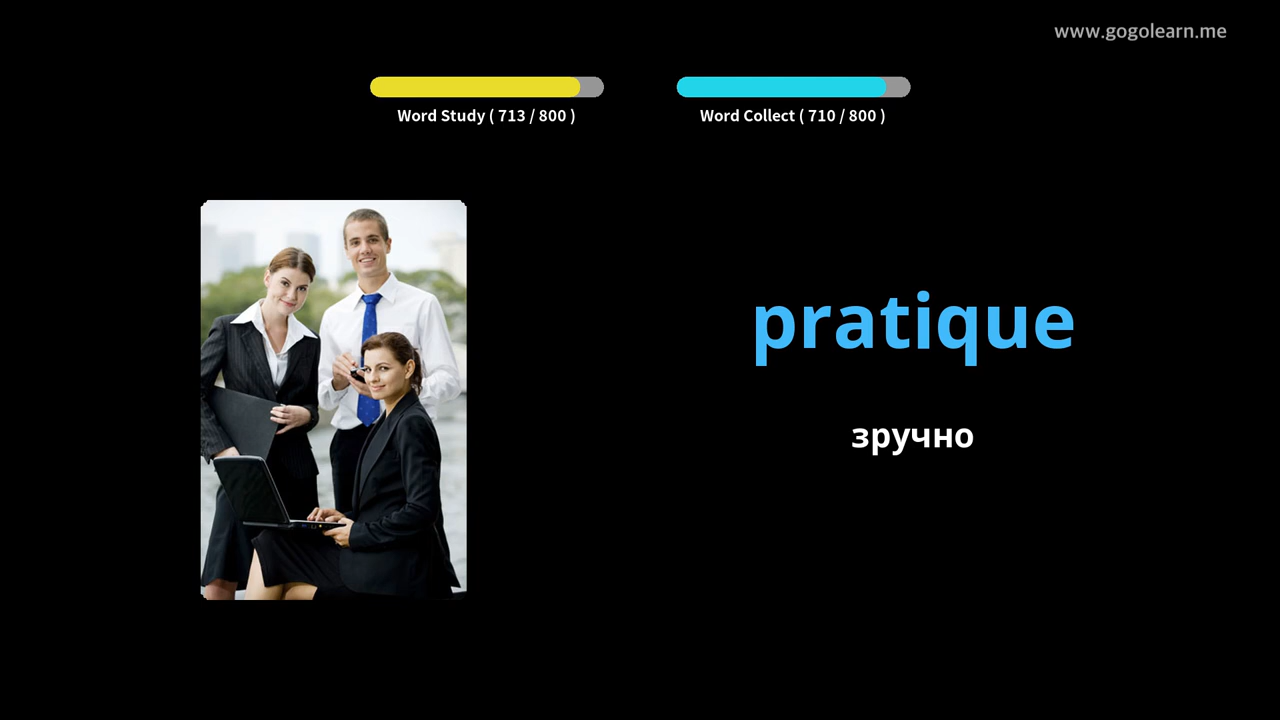 www.gogolearn.me
Word Study ( 713 / 800 )
Word Collect ( 710 / 800 )
pratique
зручно